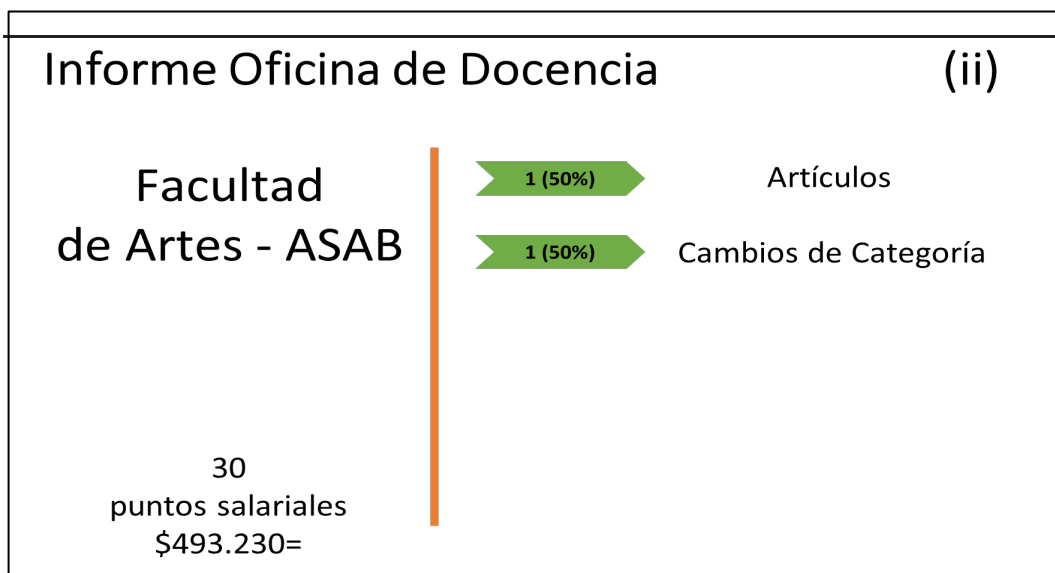 Informe Oficina de Docencia (ii)
Facultad
de Artes - ASAB
1 (50%) Artículos
1 (50%) Cambios de Categoría
30
puntos salariales
$493.230=